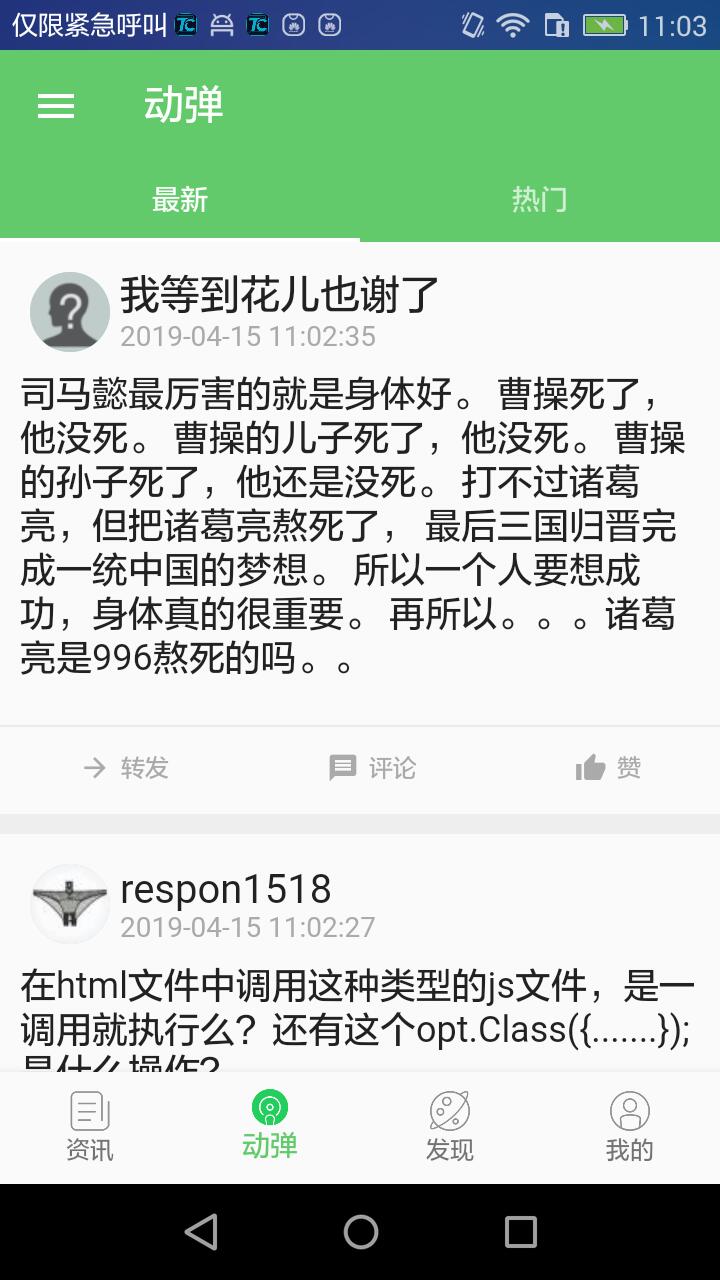 仅限紧急呼叫 TC TC 11:03
动弹
最新 热门
我等到花儿也谢了
2019-04-15 11:02:35
司马懿最厉害的就是身体好。 曹操死了，
他没死。 曹操的儿子死了，他没死。 曹操
的孙子死了，他还是没死。 打不过诸葛
亮，但把诸葛亮熬死了， 最后三国归晋完
成一统中国的梦想。 所以一个人要想成
功，身体真的很重要。 再所以。。。诸葛
亮是996熬死的吗。。
转发 评论 赞
respon1518
2019-04-15 11:02:27
在html文件中调用这种类型的js文件，是一
调用就执行么？还有这个opt.Class({.......});
是什么操作?
资讯 动弹 发现 我的